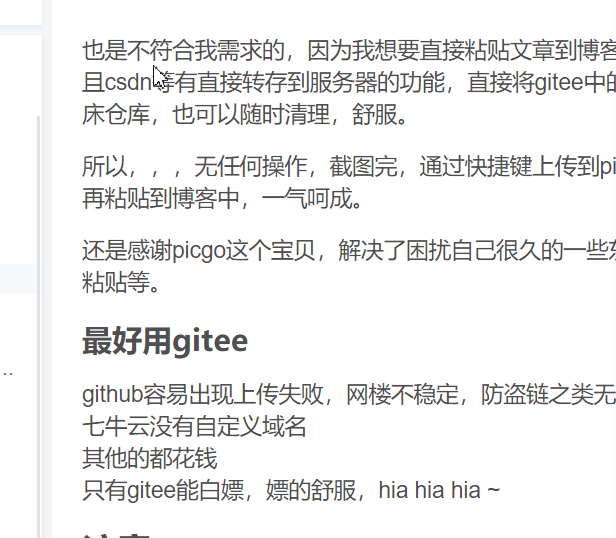 也是不符合我需求的，因为我想要直接粘贴文章到博客
且csdn等有直接转存到服务器的功能，直接将gitee中的
床仓库，也可以随时清理，舒服。
所以，，，无任何操作，截图完，通过快捷键上传到pi
再粘贴到博客中，一气呵成。
还是感谢picgo这个宝贝，解决了困扰自己很久的一些
粘贴等。
最好用gitee
github容易出现上传失败，网楼不稳定，防盗链之类无
七牛云没有自定义域名
其他的都花钱
只有gitee能白嫖，嫖的舒服，hia hia hia ~